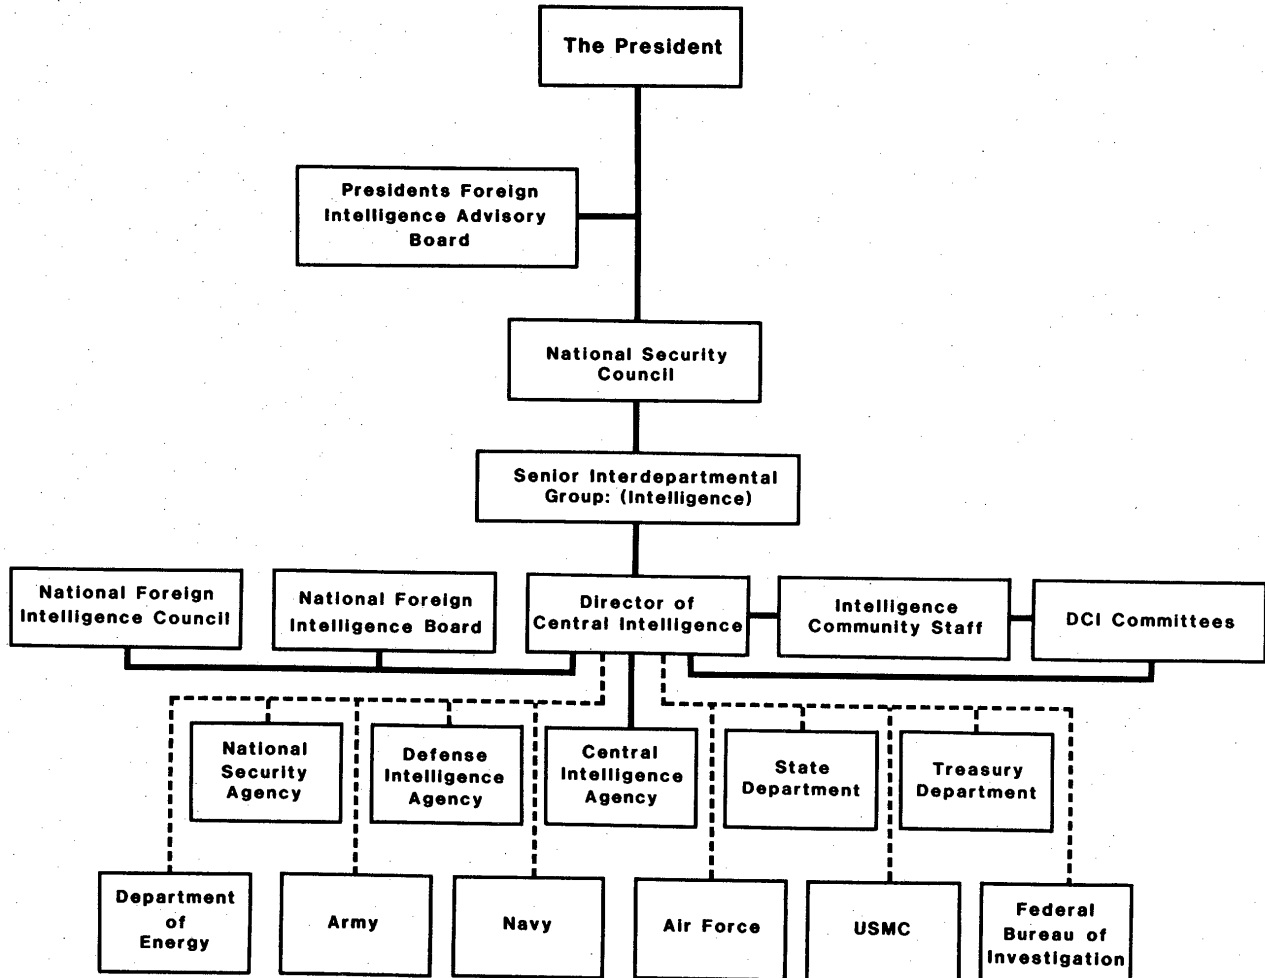 The President
Presidents Foreign
Intelligence Advisory
Board
National Security
Council
Senior Interdepartmental
Group: (Intelligence)
National Foreign
Intelligence Council
National Foreign
Intelligence Board
Director of
Central Intelligence
Intelligence
Community Staff
DCI Committees
National
Security
Agency
Defense
Intelligence
Agency
Central
Intelligence
Agency
State
Department
Treasury
Department
Department
of
Energy
Army
Navy
Air Force
USMC
Federal
Bureau of
Investigation